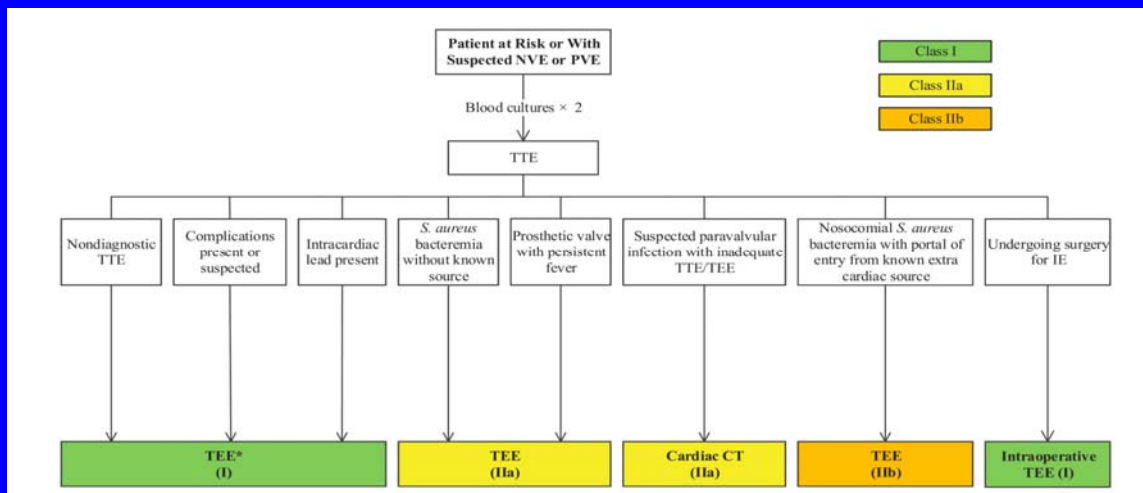 Patient at Risk or With
Suspected NVE or PVE
Class I
Class IIa
Class IIb
Blood cultures × 2
TTE
Nondiagnostic
TTE
Complications
present or
suspected
Intracardiac
lead present
S. aureus
bacteremia
without known
source
Prosthetic valve
with persistent
fever
Suspected paravalvular
infection with inadequate
TTE/TEE
Nosocomial S. aureus
bacteremia with portal of
entry from known extra
cardiac source
Undergoing surgery
for IE
TEE*
(I)
TEE
(IIa)
Cardiac CT
(IIa)
TEE
(IIb)
Intraoperative
TEE (I)